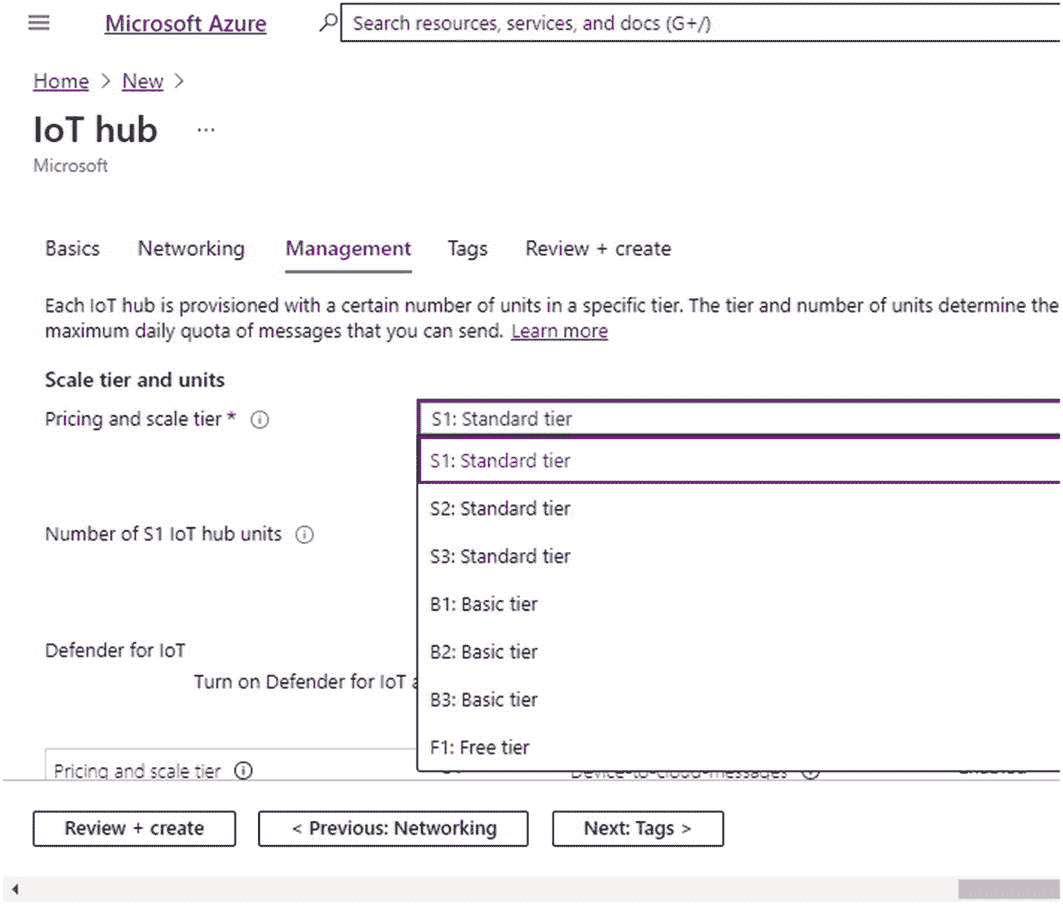 Microsoft Azure
Search resources, services, and docs (G+/)
Home > New >
IoT hub ...
Microsoft
Basics Networking Management Tags Review + create
Each IoT hub is provisioned with a certain number of units in a specific tier. The tier and number of units determine the
maximum daily quota of messages that you can send. Learn more
Scale tier and units
Pricing and scale tier *
S1: Standard tier
S1: Standard tier
S2: Standard tier
Number of S1 IoT hub units
S3: Standard tier
B1: Basic tier
Defender for IoT
B2: Basic tier
Turn on Defender for IoT
B3: Basic tier
F1: Free tier
Pricing and scale tier
Device-to-cloud-messages
Review + create < Previous: Networking Next: Tags >